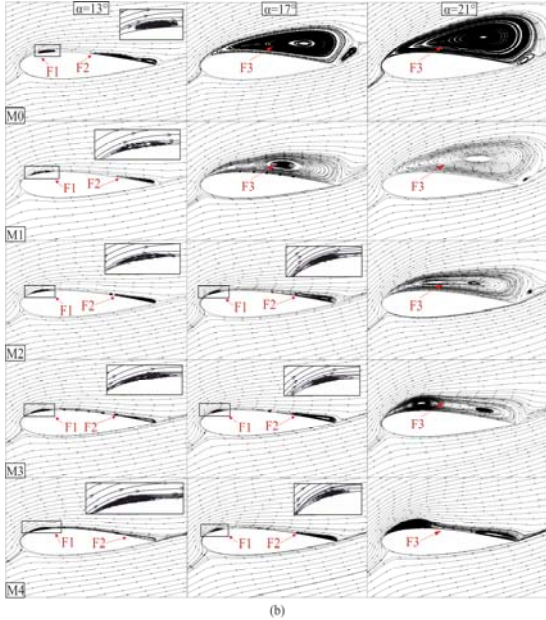 α=13° α=17° α=21°
F1 F2 F3 F3
M0
F1 F2 F3 F3
M1
F1 F2 F1 F2 F3
M2
F1 F2 F1 F2 F3
M3
F1 F2 F1 F2 F3
M4
(b)